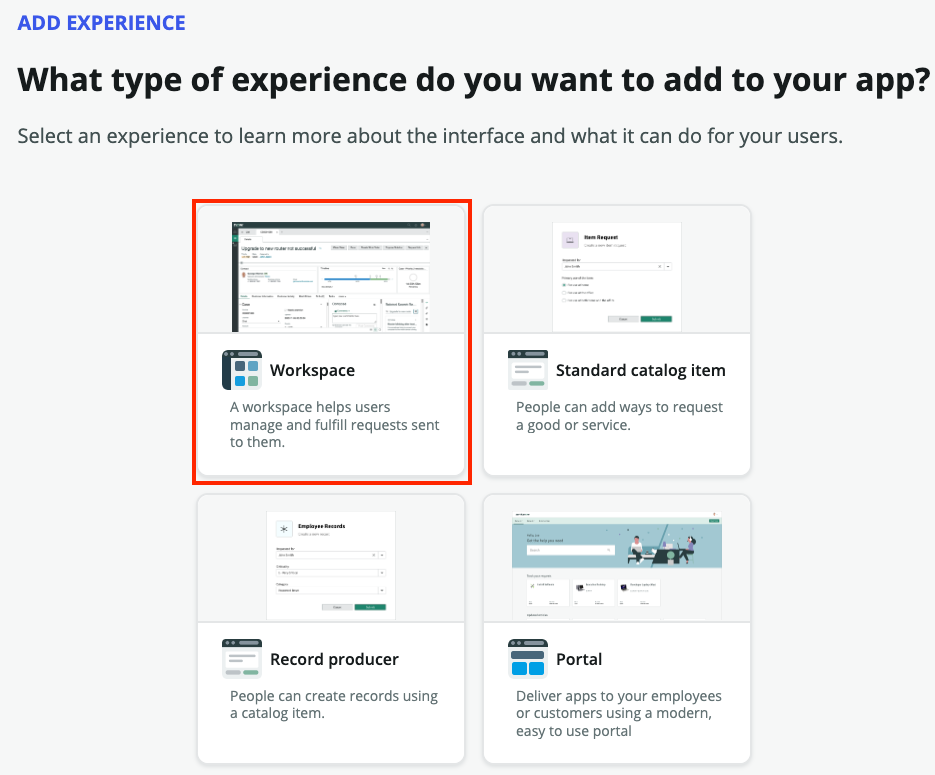 ADD EXPERIENCE
What type of experience do you want to add to your app?
Select an experience to learn more about the interface and what it can do for your users.
Upgrade to new router not successful
Item Request
Workspace
A workspace helps users
manage and fulfill requests sent
to them.
Standard catalog item
People can add ways to request
a good or service.
Employee Records
Record producer
People can create records using
a catalog item.
Portal
Deliver apps to your employees
or customers using a modern,
easy to use portal